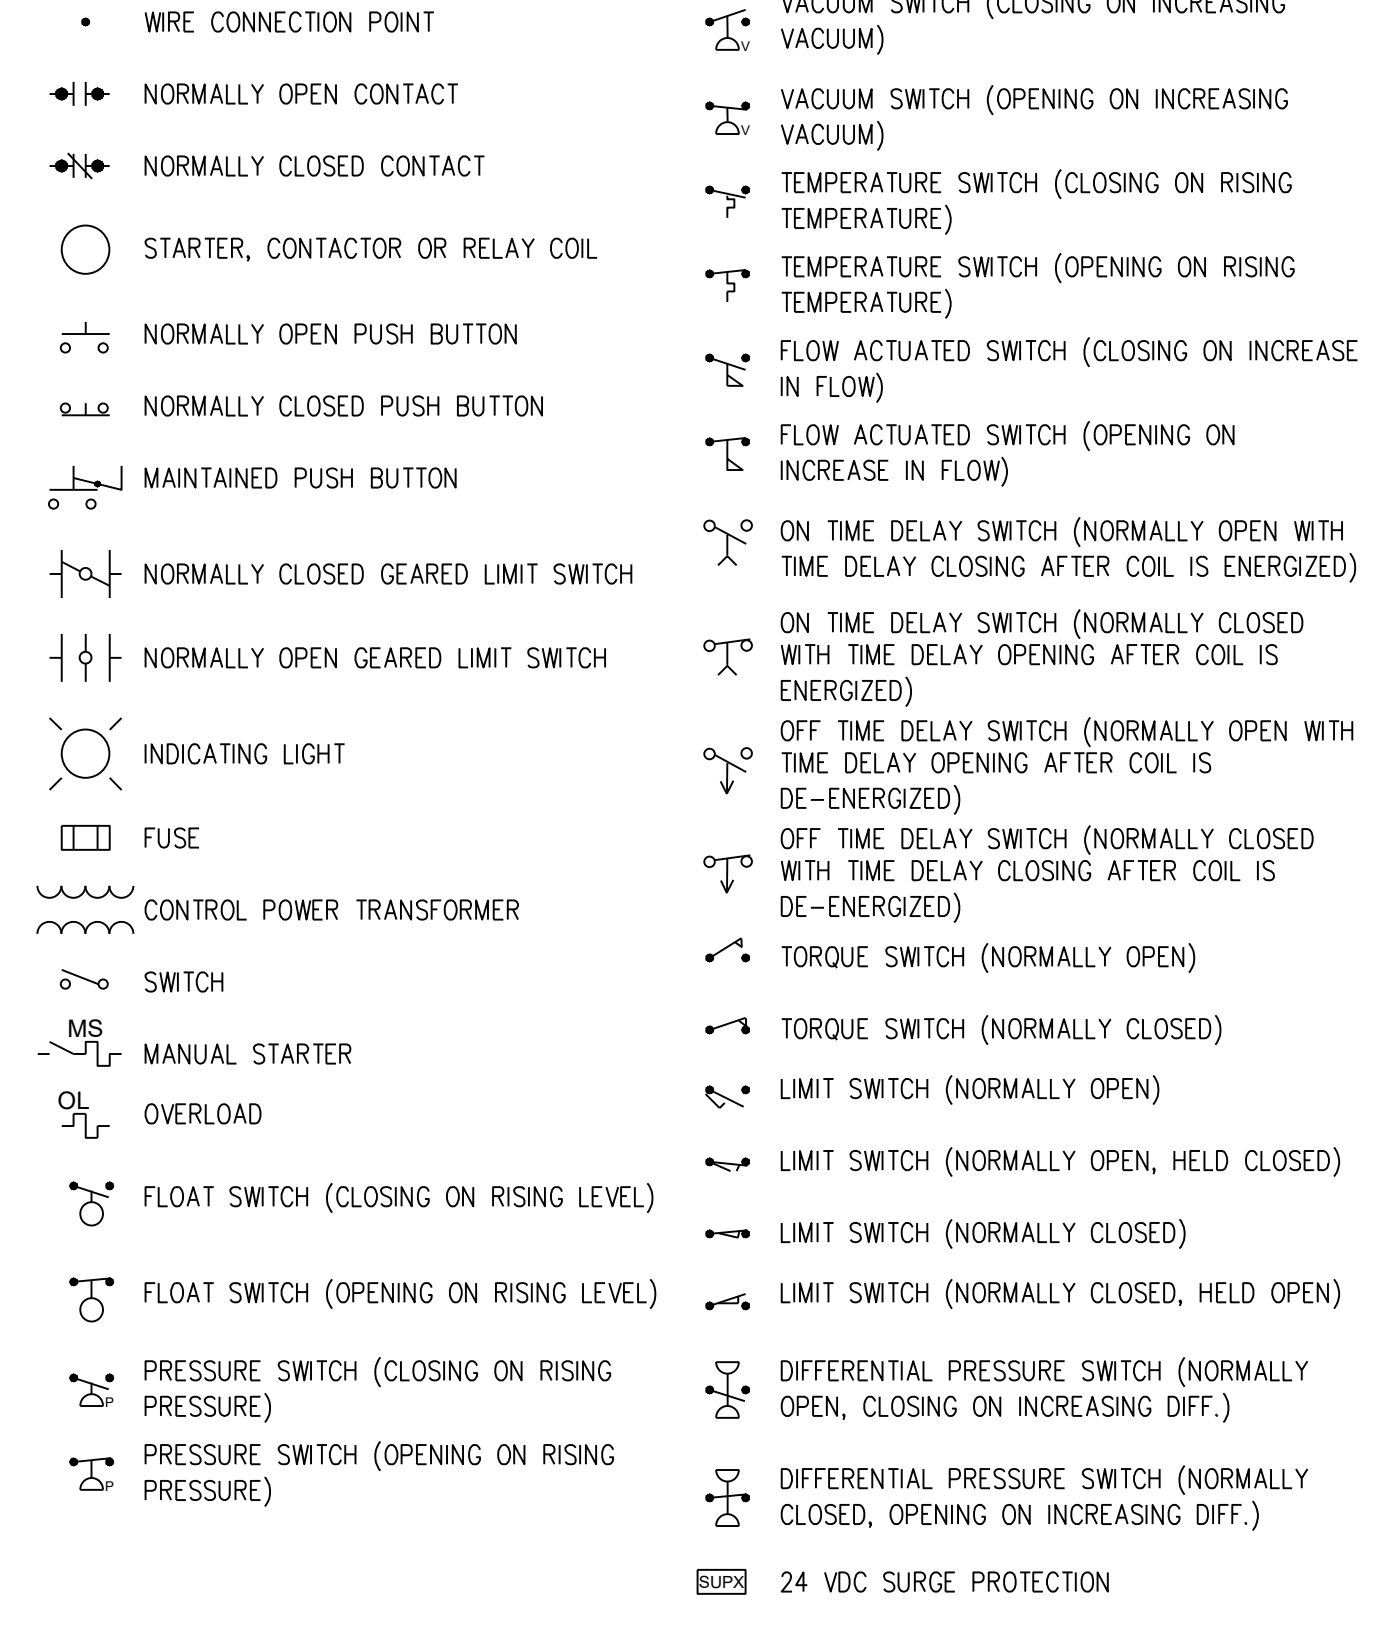 WIRE CONNECTION POINT
NORMALLY OPEN CONTACT
NORMALLY CLOSED CONTACT
STARTER, CONTACTOR OR RELAY COIL
NORMALLY OPEN PUSH BUTTON
NORMALLY CLOSED PUSH BUTTON
MAINTAINED PUSH BUTTON
NORMALLY CLOSED GEARED LIMIT SWITCH
NORMALLY OPEN GEARED LIMIT SWITCH
INDICATING LIGHT
FUSE
CONTROL POWER TRANSFORMER
SWITCH
MS
MANUAL STARTER
OL
OVERLOAD
FLOAT SWITCH (CLOSING ON RISING LEVEL)
FLOAT SWITCH (OPENING ON RISING LEVEL)
PRESSURE SWITCH (CLOSING ON RISING
P PRESSURE)
PRESSURE SWITCH (OPENING ON RISING
P PRESSURE)
VACUUM SWITCH (CLOSING ON INCREASING
V VACUUM)
VACUUM SWITCH (OPENING ON INCREASING
V VACUUM)
TEMPERATURE SWITCH (CLOSING ON RISING
TEMPERATURE)
TEMPERATURE SWITCH (OPENING ON RISING
TEMPERATURE)
FLOW ACTUATED SWITCH (CLOSING ON INCREASE
IN FLOW)
FLOW ACTUATED SWITCH (OPENING ON
INCREASE IN FLOW)
ON TIME DELAY SWITCH (NORMALLY OPEN WITH
TIME DELAY CLOSING AFTER COIL IS ENERGIZED)
ON TIME DELAY SWITCH (NORMALLY CLOSED
WITH TIME DELAY OPENING AFTER COIL IS
ENERGIZED)
OFF TIME DELAY SWITCH (NORMALLY OPEN WITH
TIME DELAY OPENING AFTER COIL IS
DE-ENERGIZED)
OFF TIME DELAY SWITCH (NORMALLY CLOSED
WITH TIME DELAY CLOSING AFTER COIL IS
DE-ENERGIZED)
TORQUE SWITCH (NORMALLY OPEN)
TORQUE SWITCH (NORMALLY CLOSED)
LIMIT SWITCH (NORMALLY OPEN)
LIMIT SWITCH (NORMALLY OPEN, HELD CLOSED)
LIMIT SWITCH (NORMALLY CLOSED)
LIMIT SWITCH (NORMALLY CLOSED, HELD OPEN)
DIFFERENTIAL PRESSURE SWITCH (NORMALLY
OPEN, CLOSING ON INCREASING DIFF.)
DIFFERENTIAL PRESSURE SWITCH (NORMALLY
CLOSED, OPENING ON INCREASING DIFF.)
SUPX 24 VDC SURGE PROTECTION